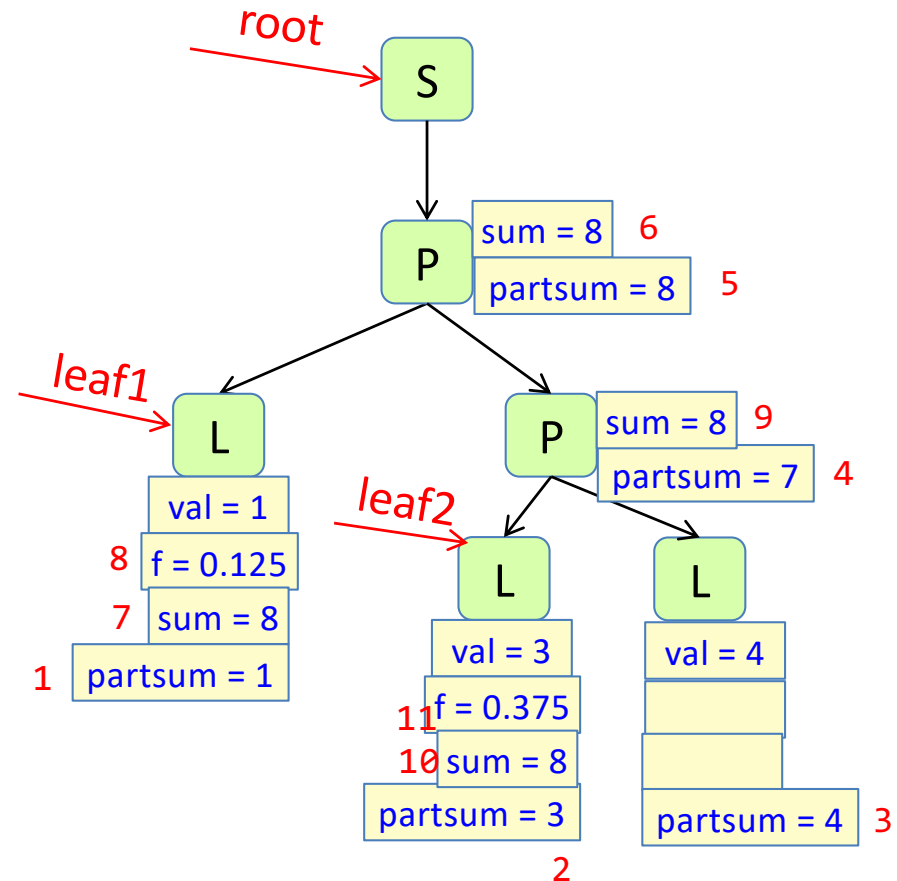 root
S
P
sum = 8 6
partsum = 8 5
leaf1
L
val = 1
8 f = 0.125
7 sum = 8
1 partsum = 1
P
sum = 8 9
partsum = 7 4
leaf2
L
val = 3
11 f = 0.375
10 sum = 8
partsum = 3
2
L
val = 4
partsum = 4 3